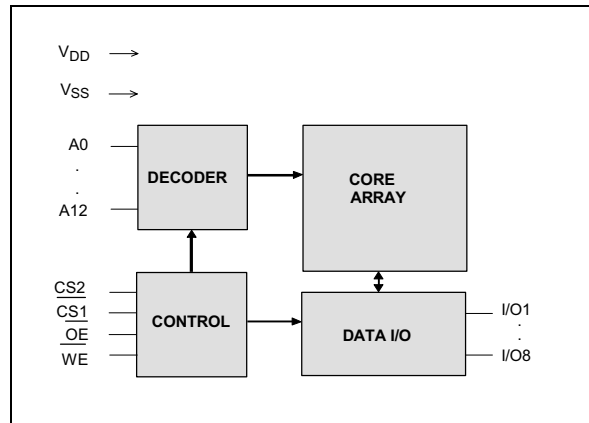 VDD
VSS
A0
.
.
A12
DECODER
CORE
ARRAY
CS2
CS1
OE
WE
CONTROL
DATA I/O
I/O1
.
.
I/O8